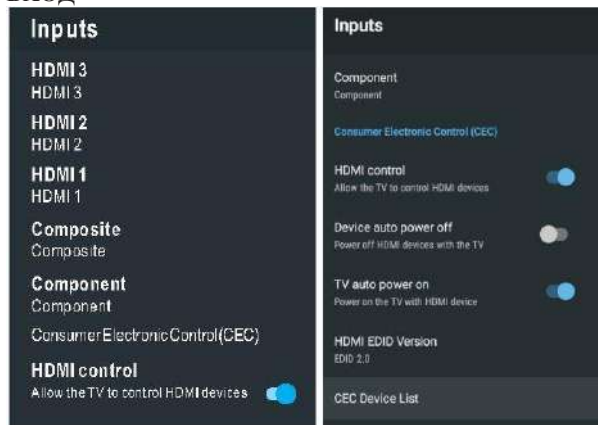 Inputs
HDMI 3
HDMI 3
HDMI 2
HDMI 2
HDMI 1
HDMI 1
Composite
Composite
Component
Component
ConsumerElectronicControl(CEC)
HDMI control
Allow the TV to control HDMI devices
Inputs
Component
Component
Consumer Electronic Control (CEC)
HDMI control
Allow the TV to control HDMI devices
Device auto power off
Power off HDMI devices with the TV
TV auto power on
Power on the TV with HDMI device
HDMI EDID Version
EDID 2.0
CEC Device List